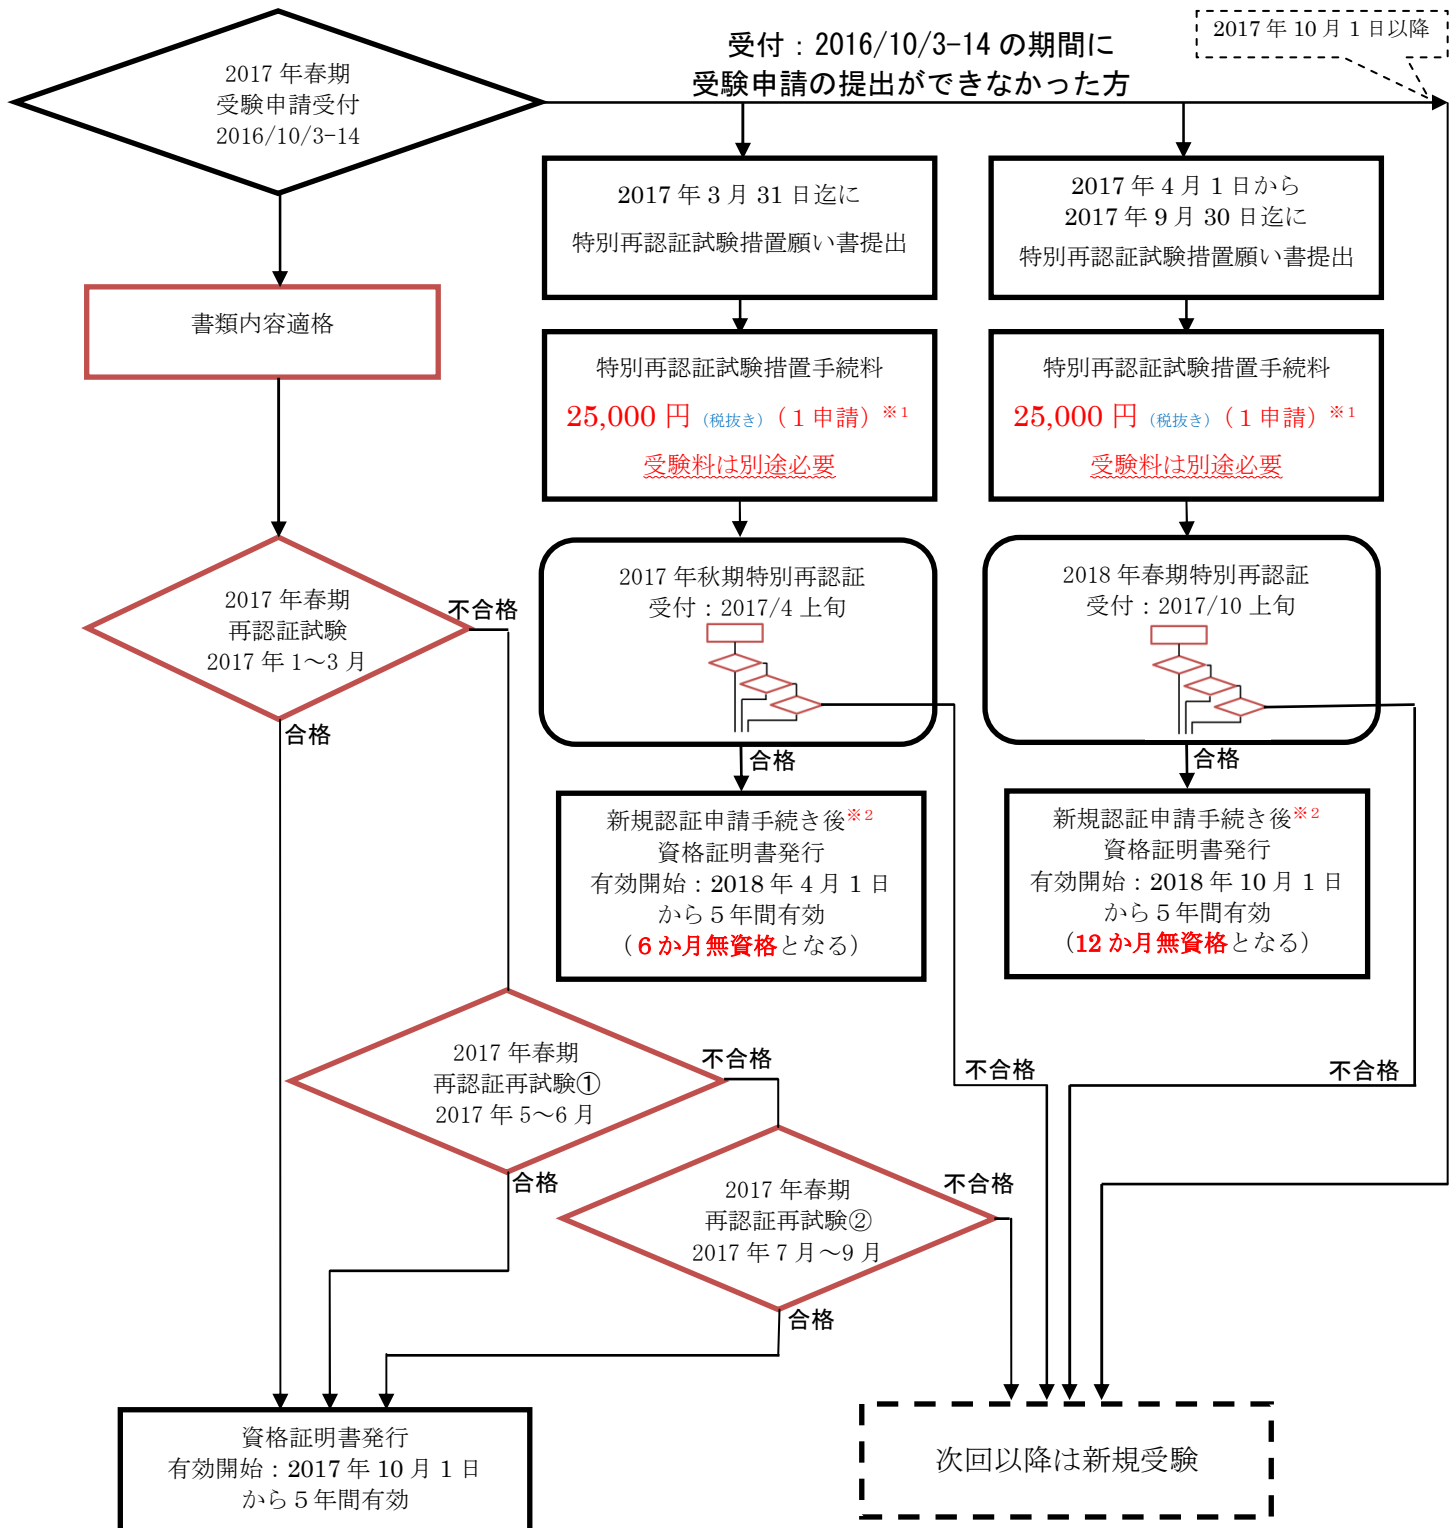 2017年10月1日以降
受付：2016/10/3-14の期間に
受験申請の提出ができなかった方
2017年春期
受験申請受付
2016/10/3-14
2017年3月31日迄に
特別再認証試験措置願い書提出
2017年4月1日から
2017年9月30日迄に
特別再認証試験措置願い書提出
書類内容適格
特別再認証試験措置手続料
25,000円（税抜き）（1申請）※1
受験料は別途必要
特別再認証試験措置手続料
25,000円（税抜き）（1申請）※1
受験料は別途必要
2017年春期
再認証試験
2017年1～3月
不合格
合格
2017年秋期特別再認証
受付：2017/4上旬
合格
2018年春期特別再認証
受付：2017/10上旬
合格
新規認証申請手続き後※2
資格証明書発行
有効開始：2018年4月1日
から５年間有効
（６か月無資格となる）
新規認証申請手続き後※2
資格証明書発行
有効開始：2018年10月1日
から５年間有効
（12か月無資格となる）
2017年春期
再認証再試験①
2017年5～6月
不合格
合格
不合格
不合格
2017年春期
再認証再試験②
2017年7月～9月
不合格
合格
資格証明書発行
有効開始：2017年10月1日
から５年間有効
次回以降は新規受験